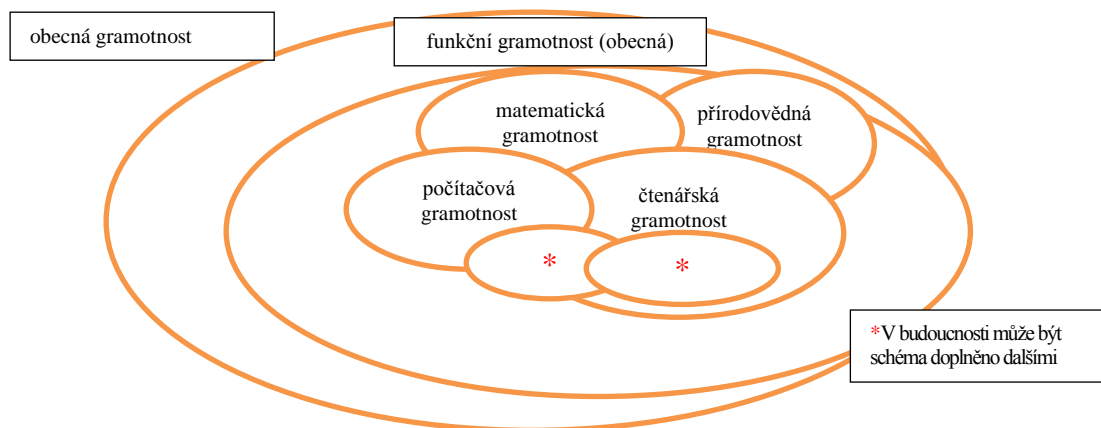 obecná gramotnost
funkční gramotnost (obecná)
matematická
gramotnost
přírodovědná
gramotnost
počítačová
gramotnost
čtenářská
gramotnost
*
*
*V budoucnosti může být
schéma doplněno dalšími